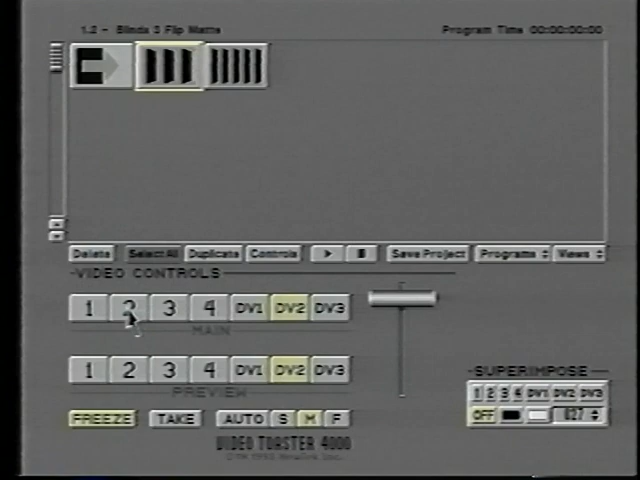 1.2 - Blinds 3 Flip Matte Program Time 00:00:00:00
Delete Select All Duplicate Controls Save Project Programs Views
VIDEO CONTROLS
1 2 3 4 DV1 DV2 DV3
MAIN
1 2 3 4 DV1 DV2 DV3
PREVIEW
SUPERIMPOSE
1 2 3 4 DV1 DV2 DV3
OFF 027
FREEZE TAKE AUTO S M F
VIDEO TOASTER 4000